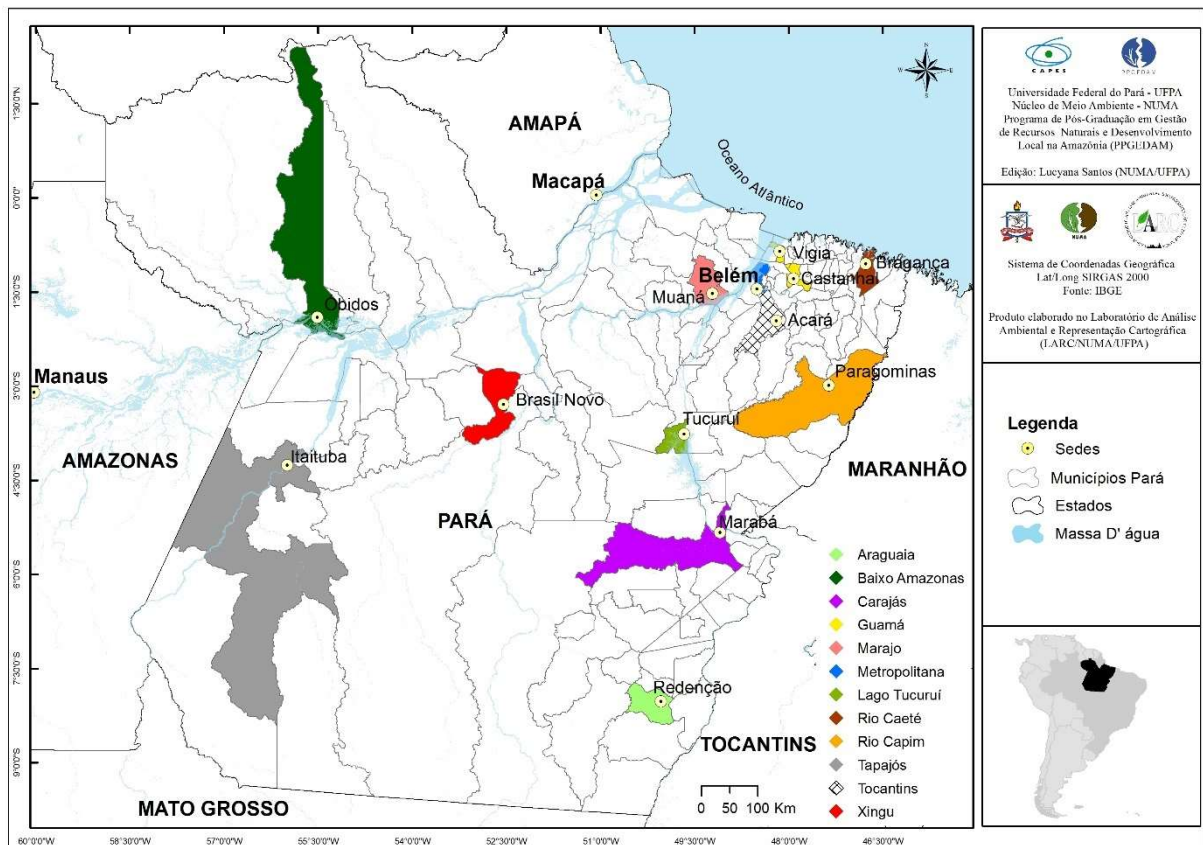 1°30'0"N
0°0'0"
1°30'0"S
3°0'0"S
4°30'0"S
6°0'0"S
7°30'0"S
9°0'0"S
60°0'0"W
57°0'0"W
55°30'0"W
54°0'0"W
52°30'0"W
51°0'0"W
49°30'0"W
48°0'0"W
46°30'0"W
N
AMAPÁ
Macapá
Oceano Atlântico
Vigia
Bragança
Belém
Castanhal
Muaná
Acará
Óbidos
Manaus
Paragominas
Brasil Novo
Tucuruí
AMAZONAS
Itaituba
MARANHÃO
PARÁ
Marabá
Redenção
TOCANTINS
MATO GROSSO
0 50 100 Km
Araguaia
Baixo Amazonas
Carajás
Guamá
Marajo
Metropolitana
Lago Tucuruí
Rio Caeté
Rio Capim
Tapajós
Tocantins
Xingu
CAPES
PPGEDAM
Universidade Federal do Pará - UFPA
Núcleo de Meio Ambiente - NUMA
Programa de Pós-Graduação em Gestão
de Recursos Naturais e Desenvolvimento
Local na Amazônia (PPGEDAM)
Edição: Lucyana Santos (NUMA/UFPA)
NUMA
LARC
Sistema de Coordenadas Geográfica
Lat/Long SIRGAS 2000
Fonte: IBGE
Produto elaborado no Laboratório de Análise
Ambiental e Representação Cartográfica
(LARC/NUMA/UFPA)
Legenda
Sedes
Municípios Pará
Estados
Massa D' água